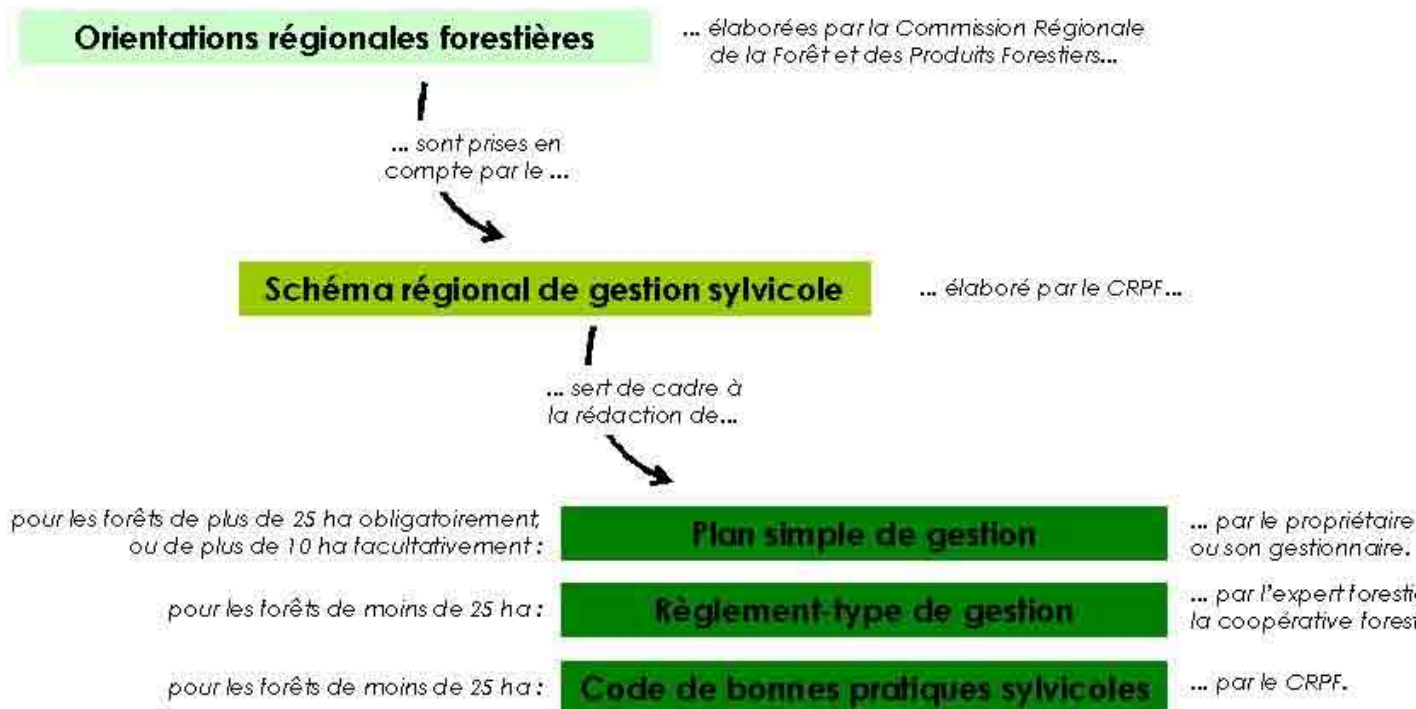 Orientations régionales forestières
... élaborées par la Commission Régionale
de la Forêt et des Produits Forestiers...
... sont prises en
compte par le ...
Schéma régional de gestion sylvicole
... élaboré par le CRPF...
... sert de cadre à
la rédaction de...
pour les forêts de plus de 25 ha obligatoirement,
ou de plus de 10 ha facultativement :
Plan simple de gestion
... par le propriétaire
ou son gestionnaire.
pour les forêts de moins de 25 ha :
Règlement-type de gestion
... par l'expert
la coopérative
pour les forêts de moins de 25 ha :
Code de bonnes pratiques sylvicoles
... par le CRPF.